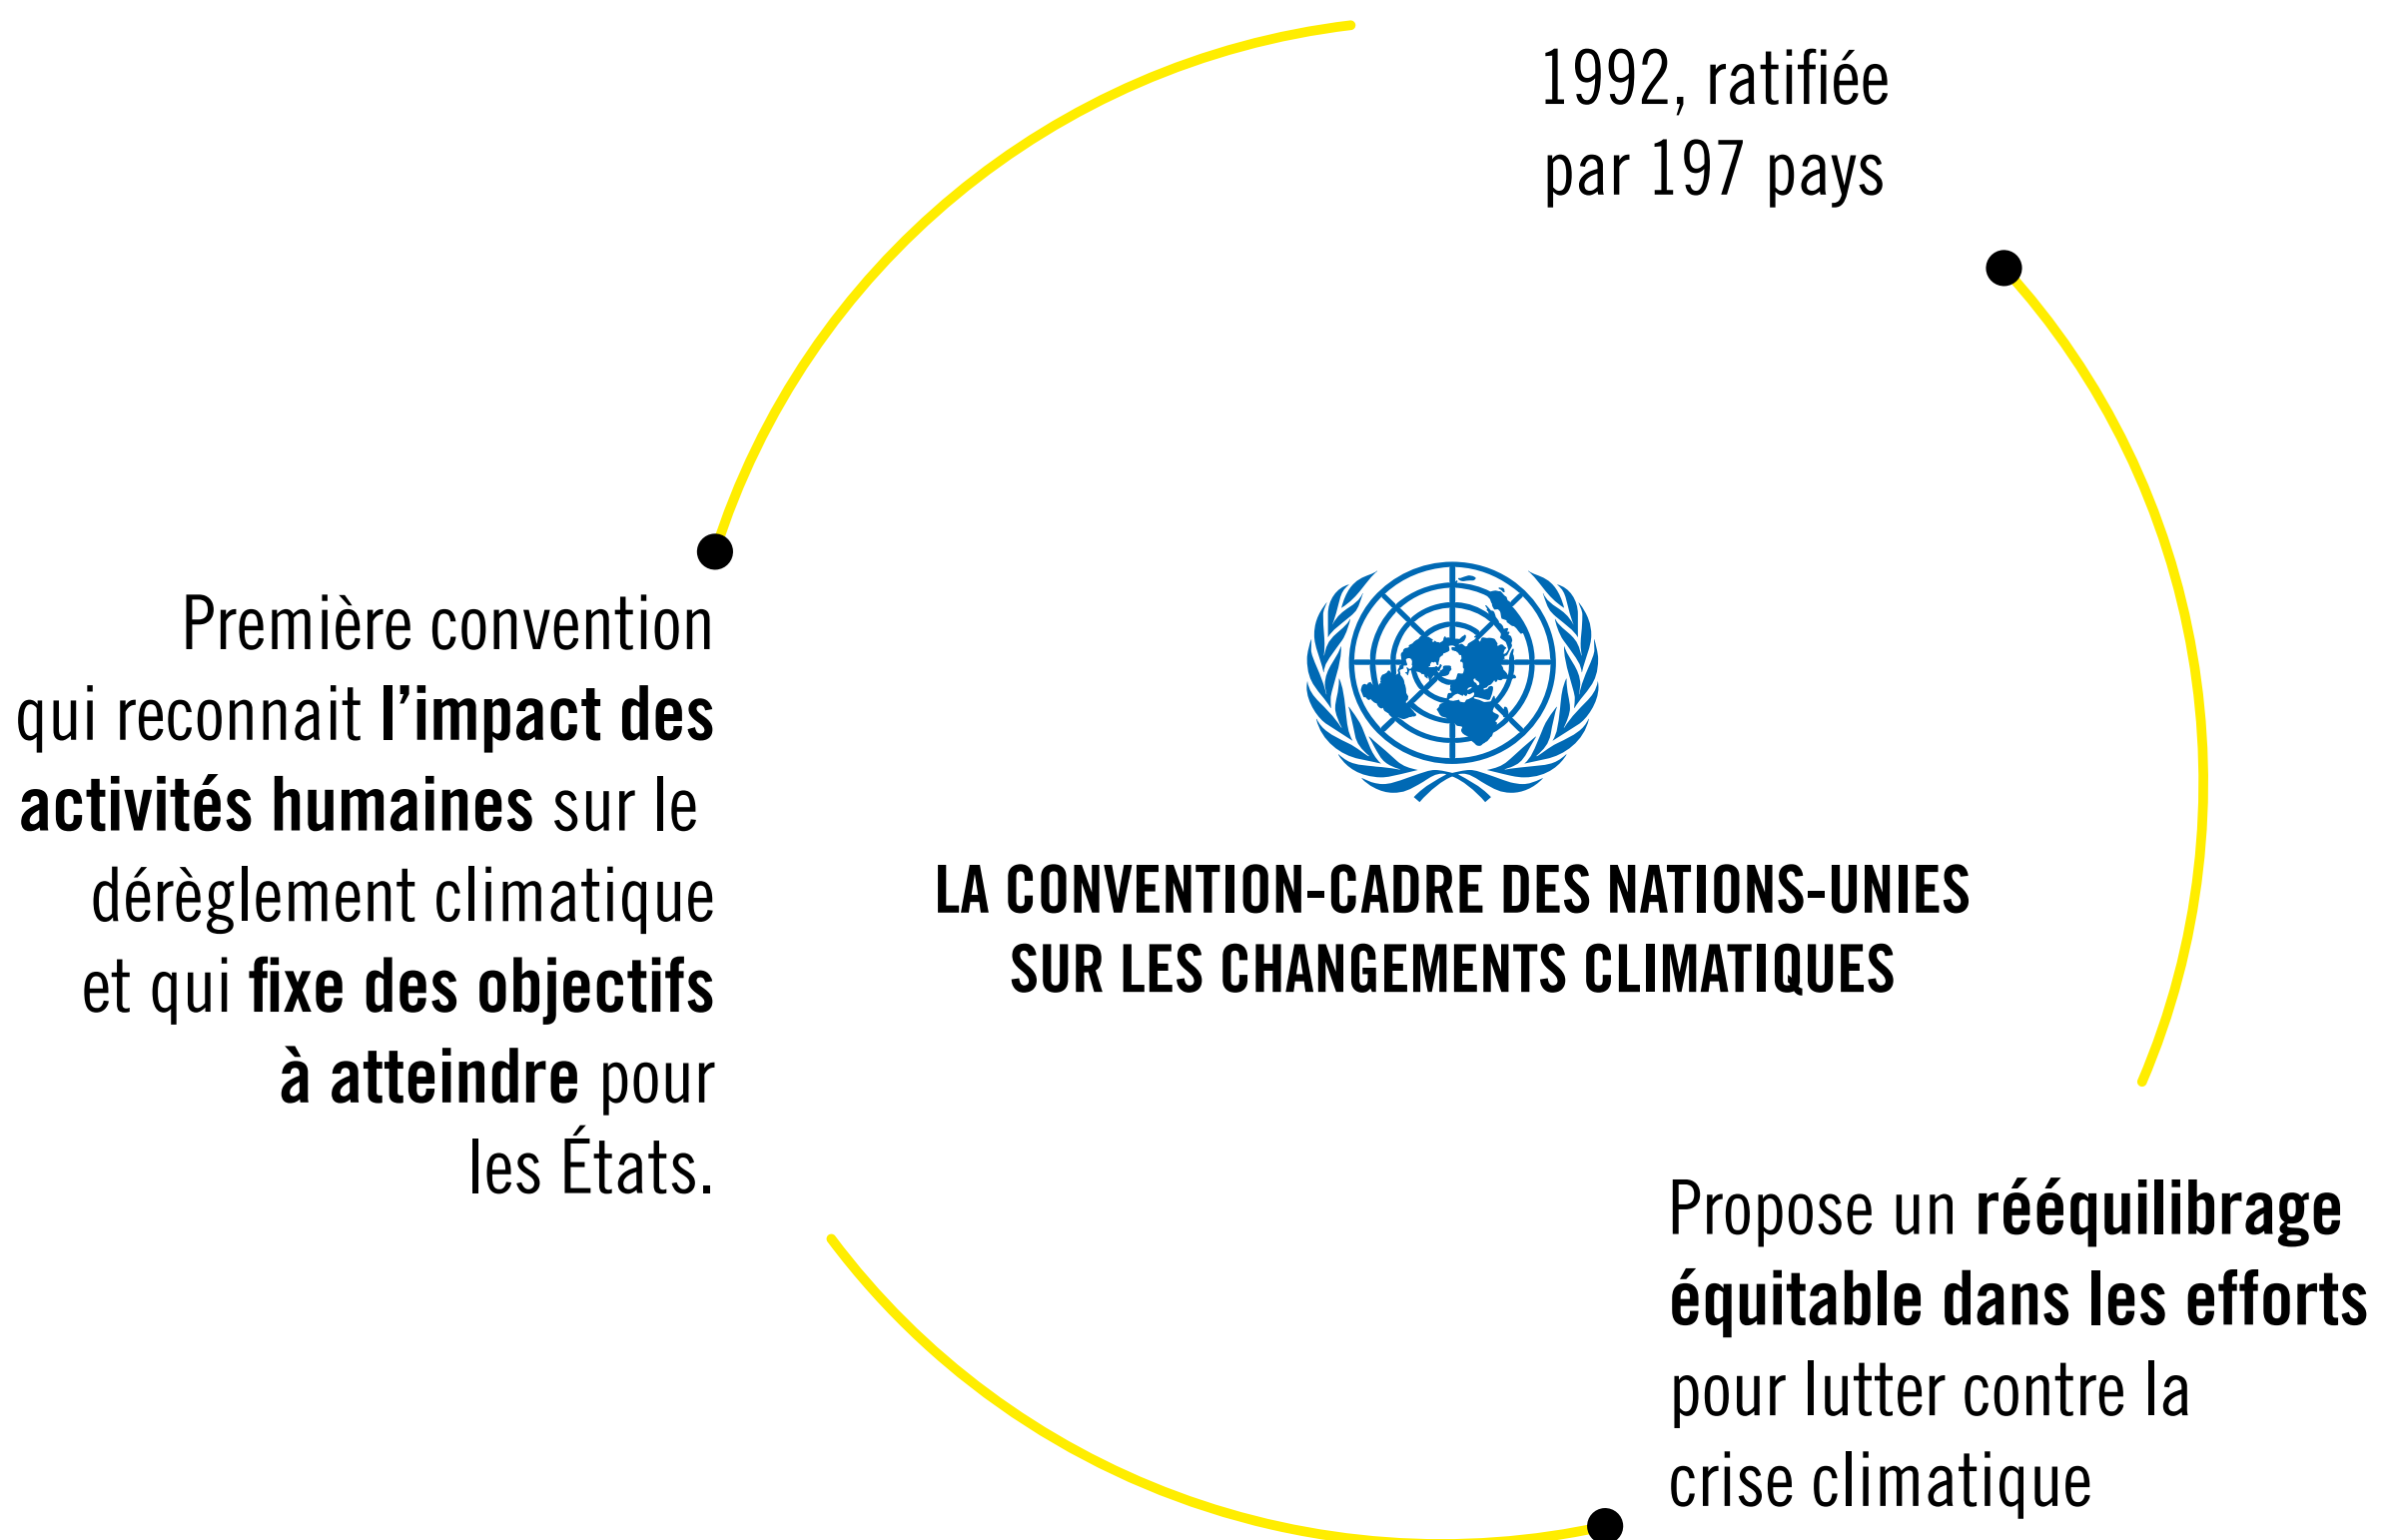 1992, ratifiée
par 197 pays
Première convention
qui reconnait l’impact des
activités humaines sur le
dérèglement climatique
et qui fixe des objectifs
à atteindre pour
les États.
LA CONVENTION-CADRE DES NATIONS-UNIES
SUR LES CHANGEMENTS CLIMATIQUES
Propose un rééquilibrage
équitable dans les efforts
pour lutter contre la
crise climatique